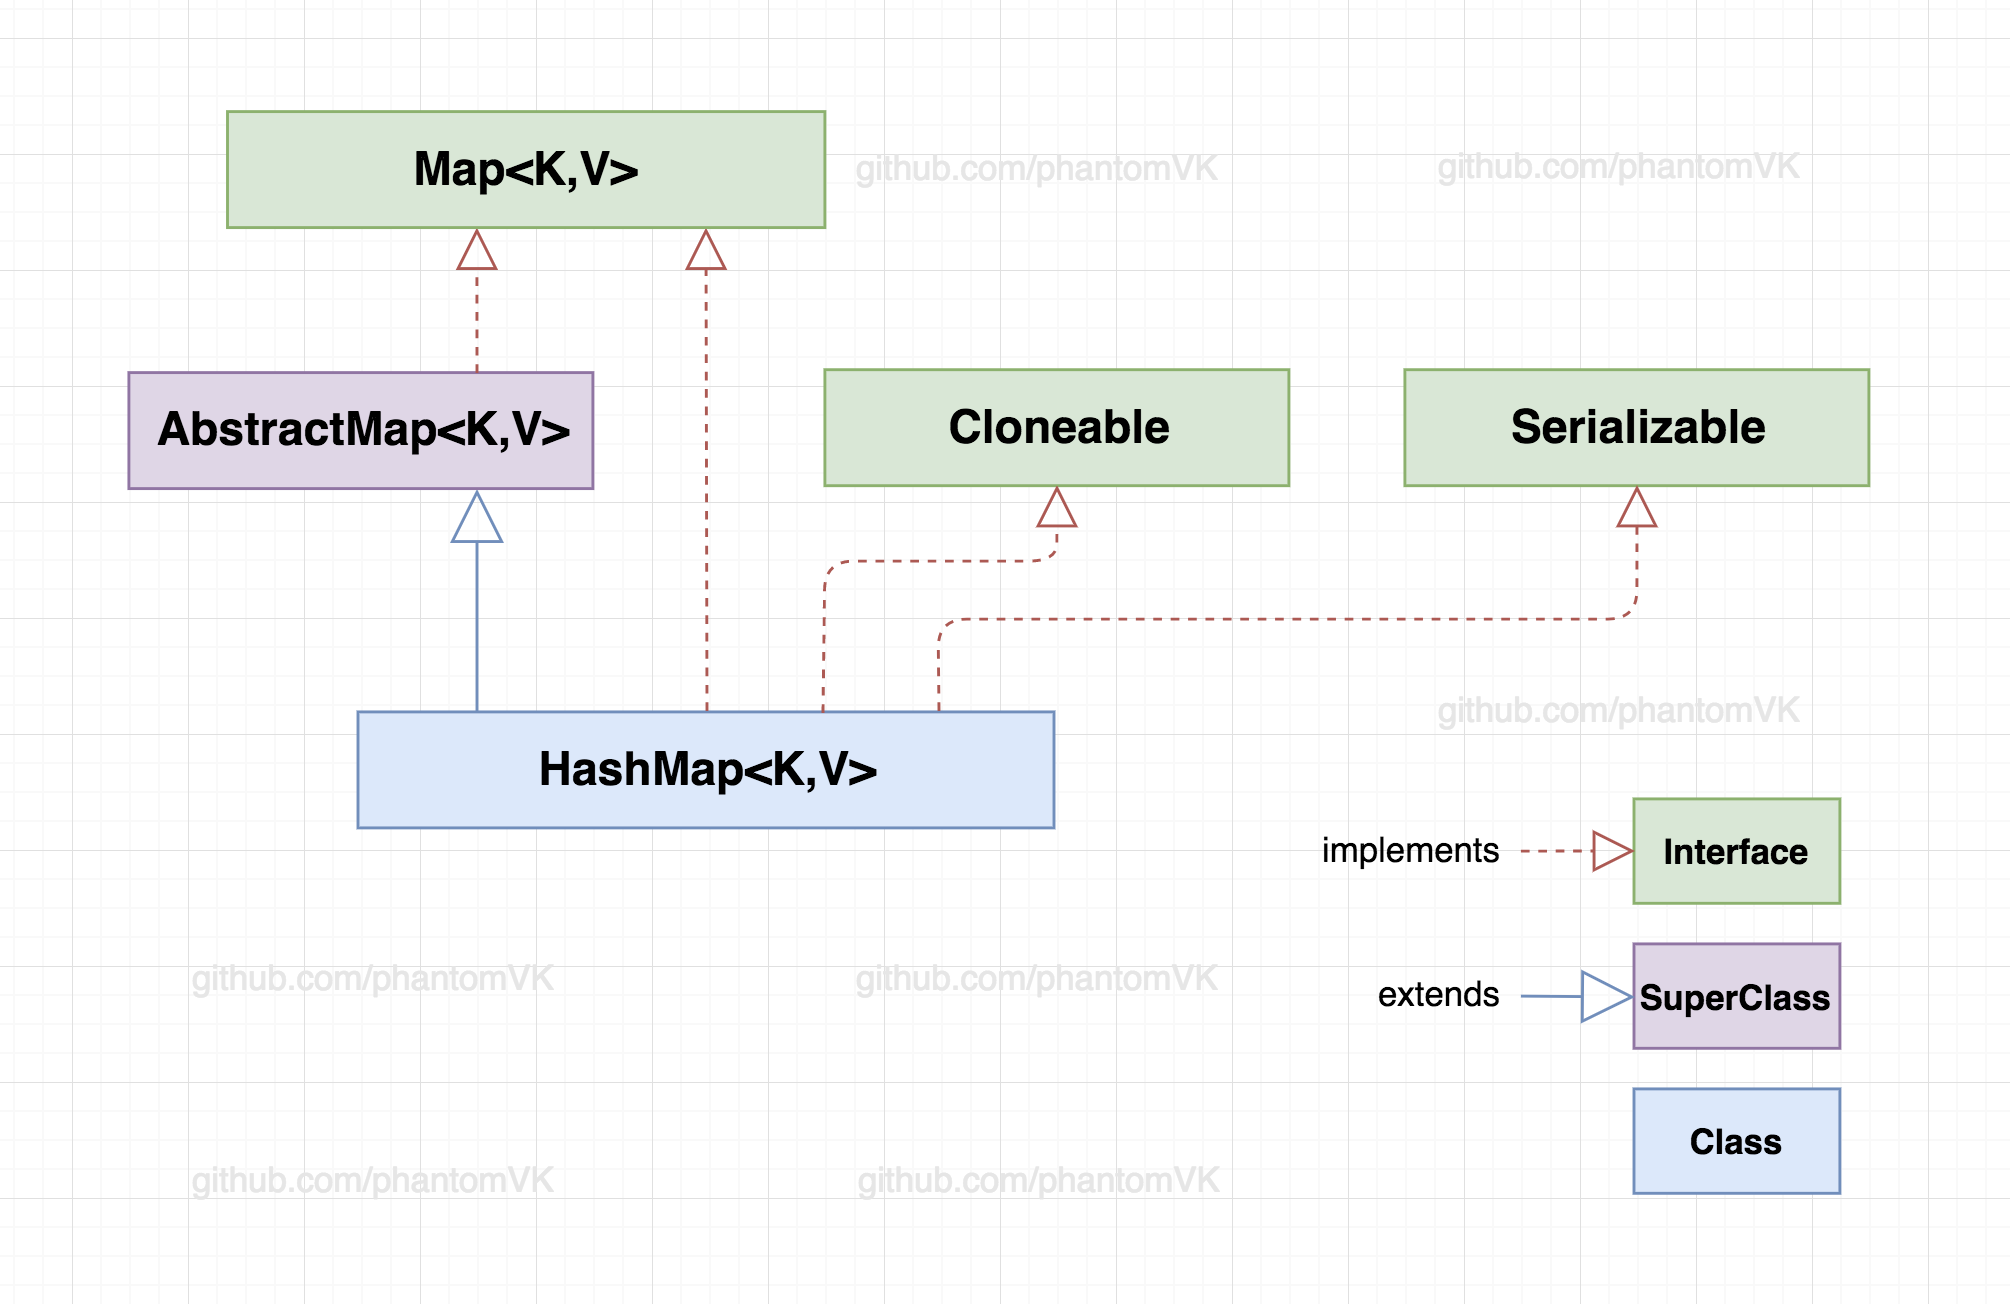 Map<K,V>
github.com/phantomVK
github.com/phantomVK
AbstractMap<K,V>
Cloneable
Serializable
github.com/phantomVK
HashMap<K,V>
implements
Interface
github.com/phantomVK
github.com/phantomVK
extends
SuperClass
Class
github.com/phantomVK
github.com/phantomVK